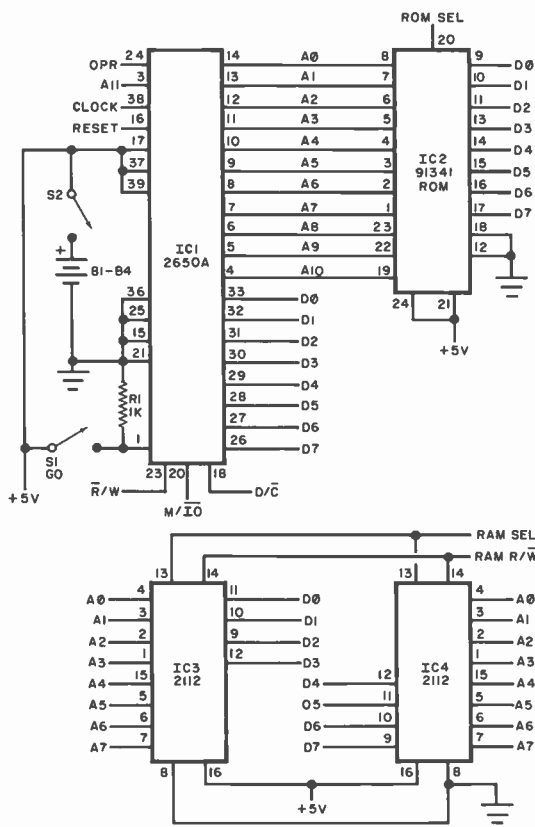 ROM SEL
20
OPR 24 14 A0 8 9 D0
A11 3 13 A1 7 10 D1
CLOCK 38 12 A2 6 11 D2
RESET 16 11 A3 5 13 D3
17 10 A4 4 14 D4
37 9 A5 3 15 D5
39 8 A6 2 16 D6
7 A7 1 17 D7
6 A8 23 18
5 A9 22 12
4 A10 19
IC1
2650A
IC2
91341
ROM
24 21
+5V
S2
+
B1-B4
36 33 D0
25 32 D1
15 31 D2
21 30 D3
29 D4
28 D5
27 D6
1 26 D7
R1
1K
S1
GO
+5V
23 20 18
R̅/W
M/I̅O̅
D/C̅
RAM SEL
RAM R/W̅
13 14 13 14
A0 4 11 D0 4 A0
A1 3 10 D1 3 A1
A2 2 9 D2 2 A2
A3 1 12 D3 1 A3
A4 15 D4 12 15 A4
A5 5 O5 11 5 A5
A6 6 D6 10 6 A6
A7 7 D7 9 7 A7
IC3
2112
IC4
2112
8 16 16 8
+5V